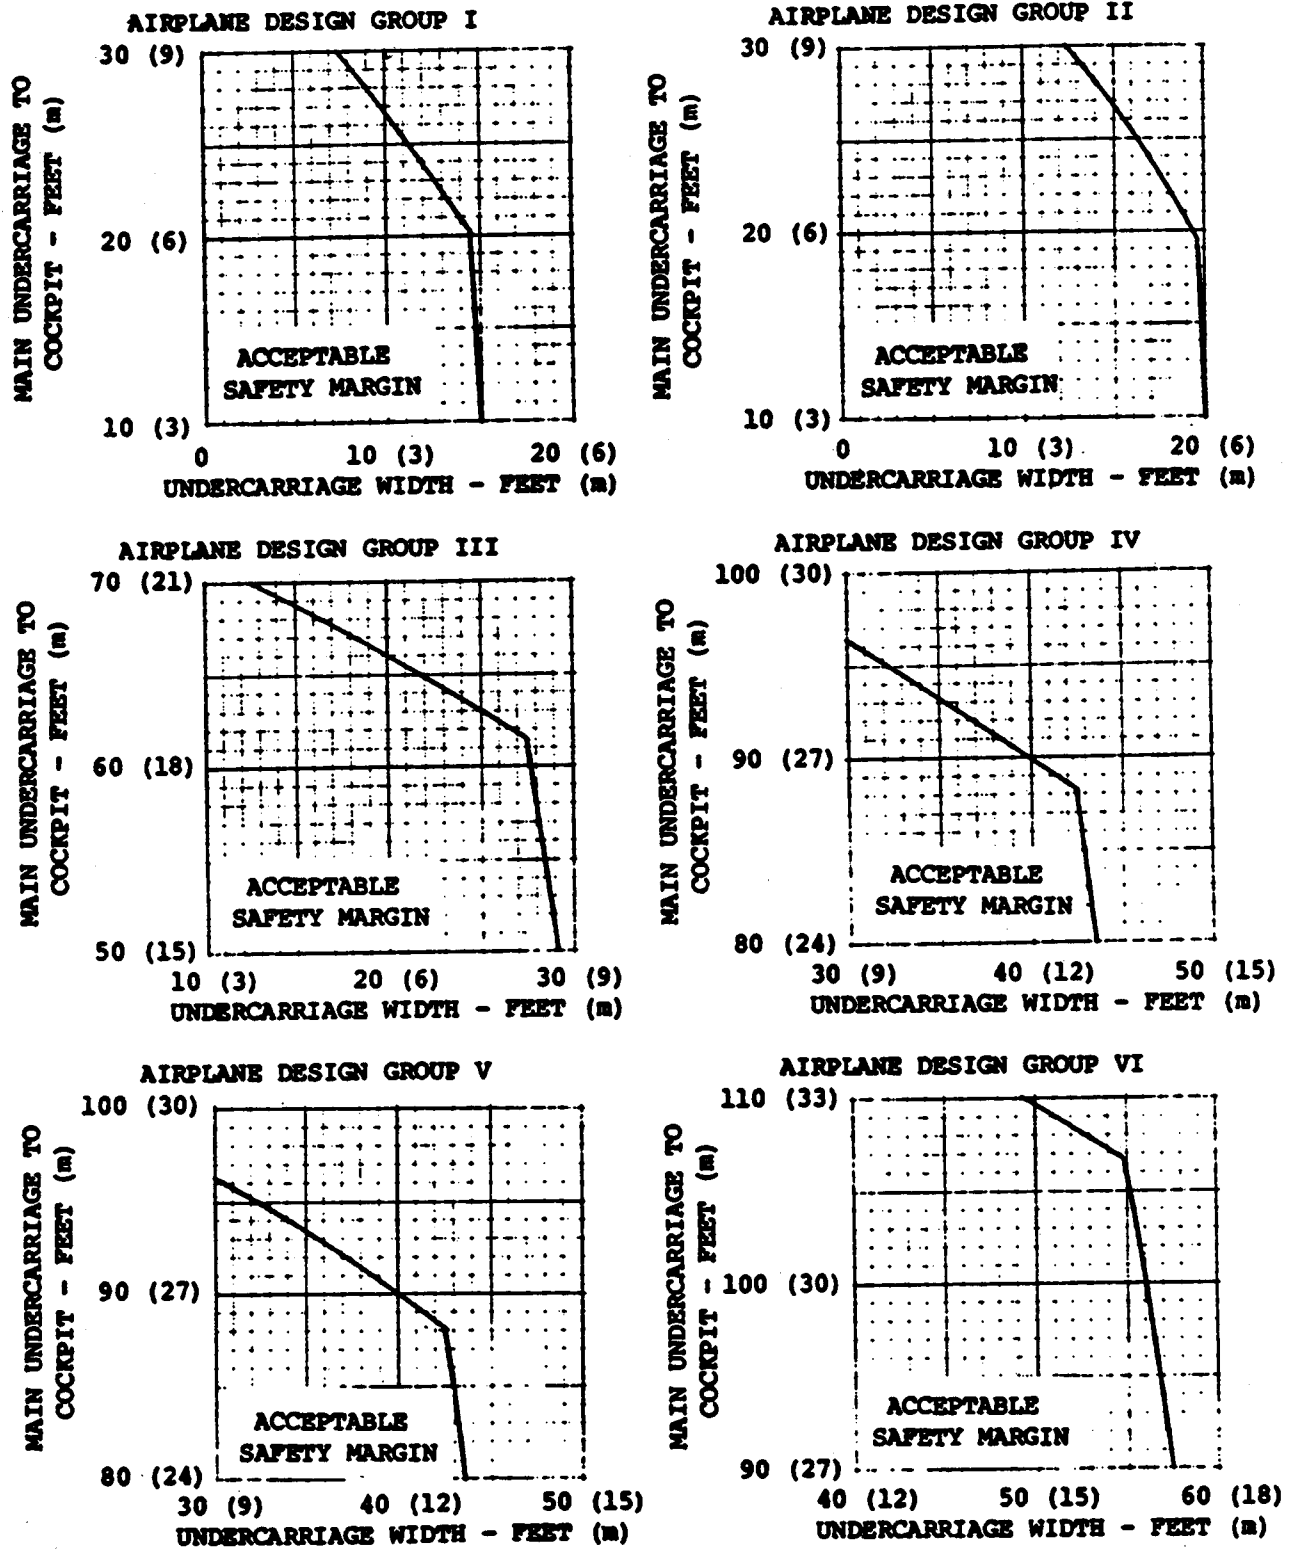 AIRPLANE DESIGN GROUP I
30 (9)
20 (6)
10 (3)
MAIN UNDERCARRIAGE TO
COCKPIT - FEET (m)
ACCEPTABLE
SAFETY MARGIN
0 10 (3) 20 (6)
UNDERCARRIAGE WIDTH - FEET (m)
AIRPLANE DESIGN GROUP II
30 (9)
20 (6)
10 (3)
MAIN UNDERCARRIAGE TO
COCKPIT - FEET (m)
ACCEPTABLE
SAFETY MARGIN
0 10 (3) 20 (6)
UNDERCARRIAGE WIDTH - FEET (m)
AIRPLANE DESIGN GROUP III
70 (21)
60 (18)
50 (15)
MAIN UNDERCARRIAGE TO
COCKPIT - FEET (m)
ACCEPTABLE
SAFETY MARGIN
10 (3) 20 (6) 30 (9)
UNDERCARRIAGE WIDTH - FEET (m)
AIRPLANE DESIGN GROUP IV
100 (30)
90 (27)
80 (24)
MAIN UNDERCARRIAGE TO
COCKPIT - FEET (m)
ACCEPTABLE
SAFETY MARGIN
30 (9) 40 (12) 50 (15)
UNDERCARRIAGE WIDTH - FEET (m)
AIRPLANE DESIGN GROUP V
100 (30)
90 (27)
80 (24)
MAIN UNDERCARRIAGE TO
COCKPIT - FEET (m)
ACCEPTABLE
SAFETY MARGIN
30 (9) 40 (12) 50 (15)
UNDERCARRIAGE WIDTH - FEET (m)
AIRPLANE DESIGN GROUP VI
110 (33)
100 (30)
90 (27)
MAIN UNDERCARRIAGE TO
COCKPIT - FEET (m)
ACCEPTABLE
SAFETY MARGIN
40 (12) 50 (15) 60 (18)
UNDERCARRIAGE WIDTH - FEET (m)